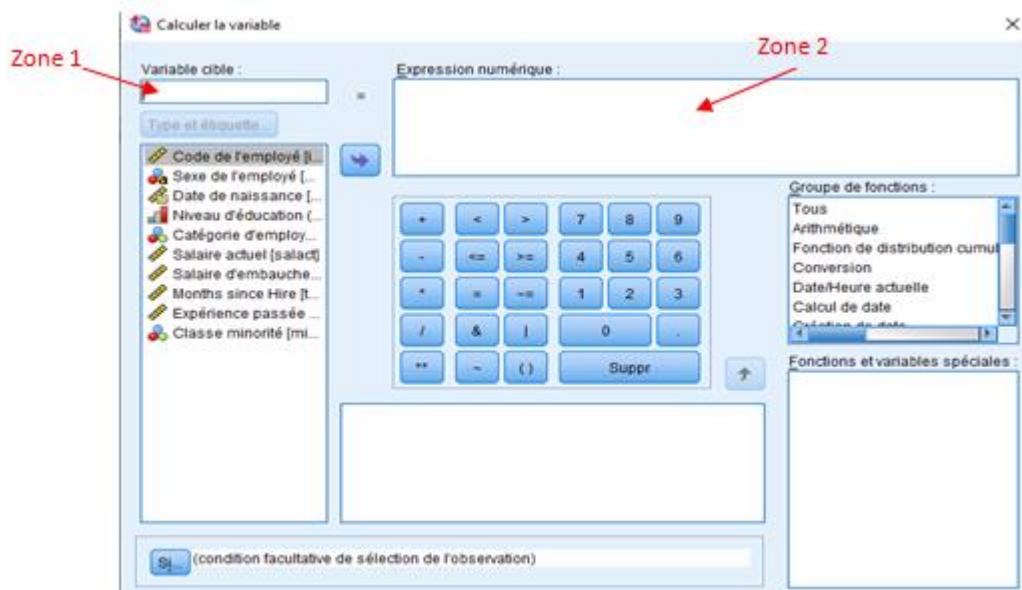 Calculer la variable
Zone 1
Zone 2
Variable cible :
=
Expression numérique :
Type et étiquette...
Code de l'employé [i...
Sexe de l'employé [...
Date de naissance [...
Niveau d'éducation (...
Catégorie d'employ...
Salaire actuel [salact]
Salaire d'embauche...
Months since Hire [t...
Expérience passée ...
Classe minorité [mi...
+ < > 7 8 9
- <= >= 4 5 6
* = ~= 1 2 3
/ & | 0 .
** ~ ( ) Suppr
Groupe de fonctions :
Tous
Arithmétique
Fonction de distribution cumul
Conversion
Date/Heure actuelle
Calcul de date
Création de date
Fonctions et variables spéciales :
Si... (condition facultative de sélection de l'observation)